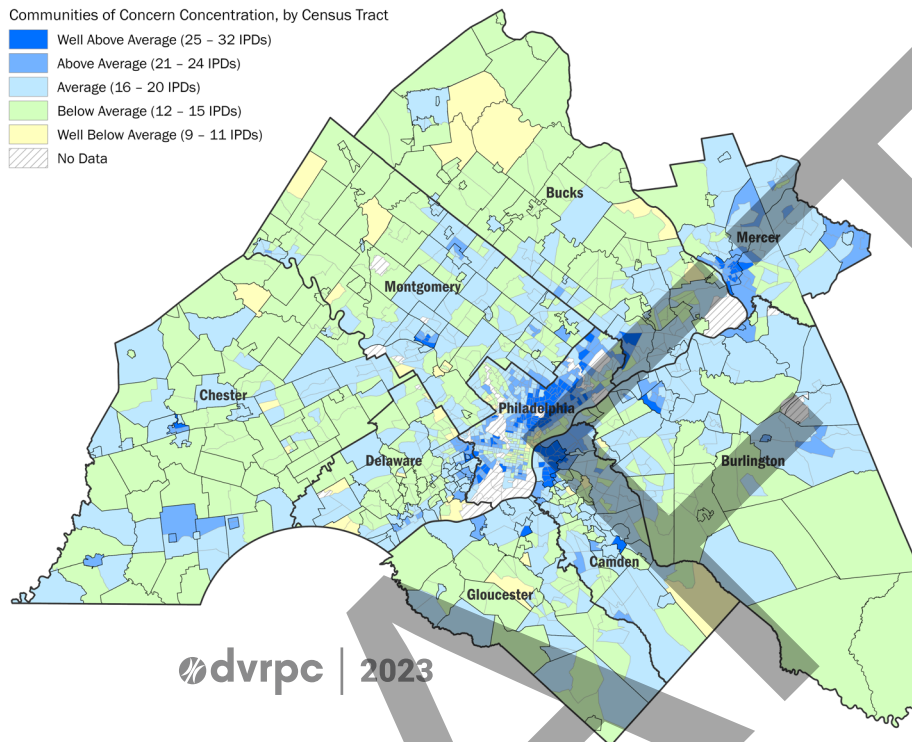 Communities of Concern Concentration, by Census Tract
Well Above Average (25 – 32 IPDs)
Above Average (21 – 24 IPDs)
Average (16 – 20 IPDs)
Below Average (12 – 15 IPDs)
Well Below Average (9 – 11 IPDs)
No Data
Bucks
Mercer
Montgomery
Chester
Philadelphia
Delaware
Burlington
Camden
Gloucester
dvrpc | 2023